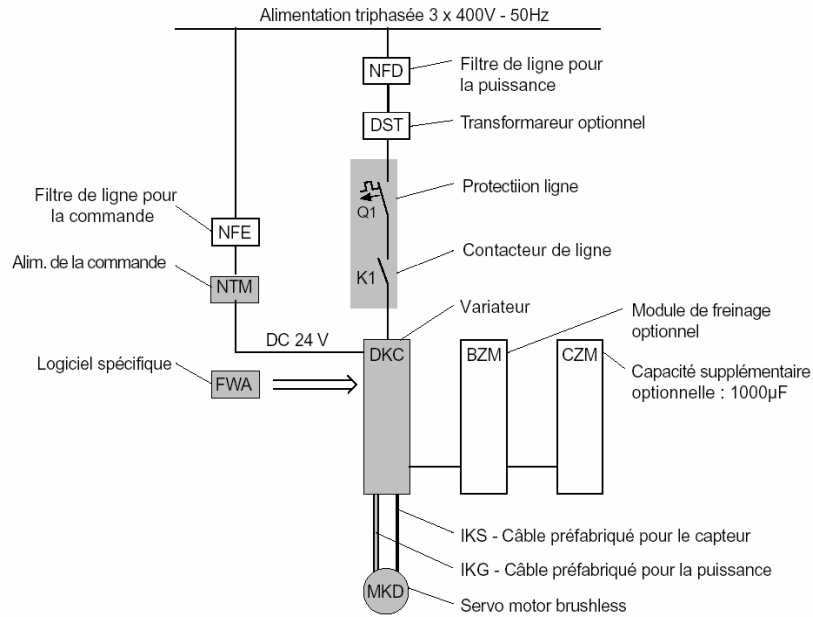 Alimentation triphasée 3 x 400V - 50Hz
NFD
Filtre de ligne pour
la puissance
DST
Transformareur optionnel
Protectiion ligne
Q1
Filtre de ligne pour
la commande
NFE
Contacteur de ligne
Alim. de la commande
NTM
K1
Variateur
Module de freinage
optionnel
DC 24 V
DKC
BZM
CZM
Logiciel spécifique
FWA
Capacité supplémentaire
optionnelle : 1000µF
IKS - Câble préfabriqué pour le capteur
IKG - Câble préfabriqué pour la puissance
MKD
Servo motor brushless